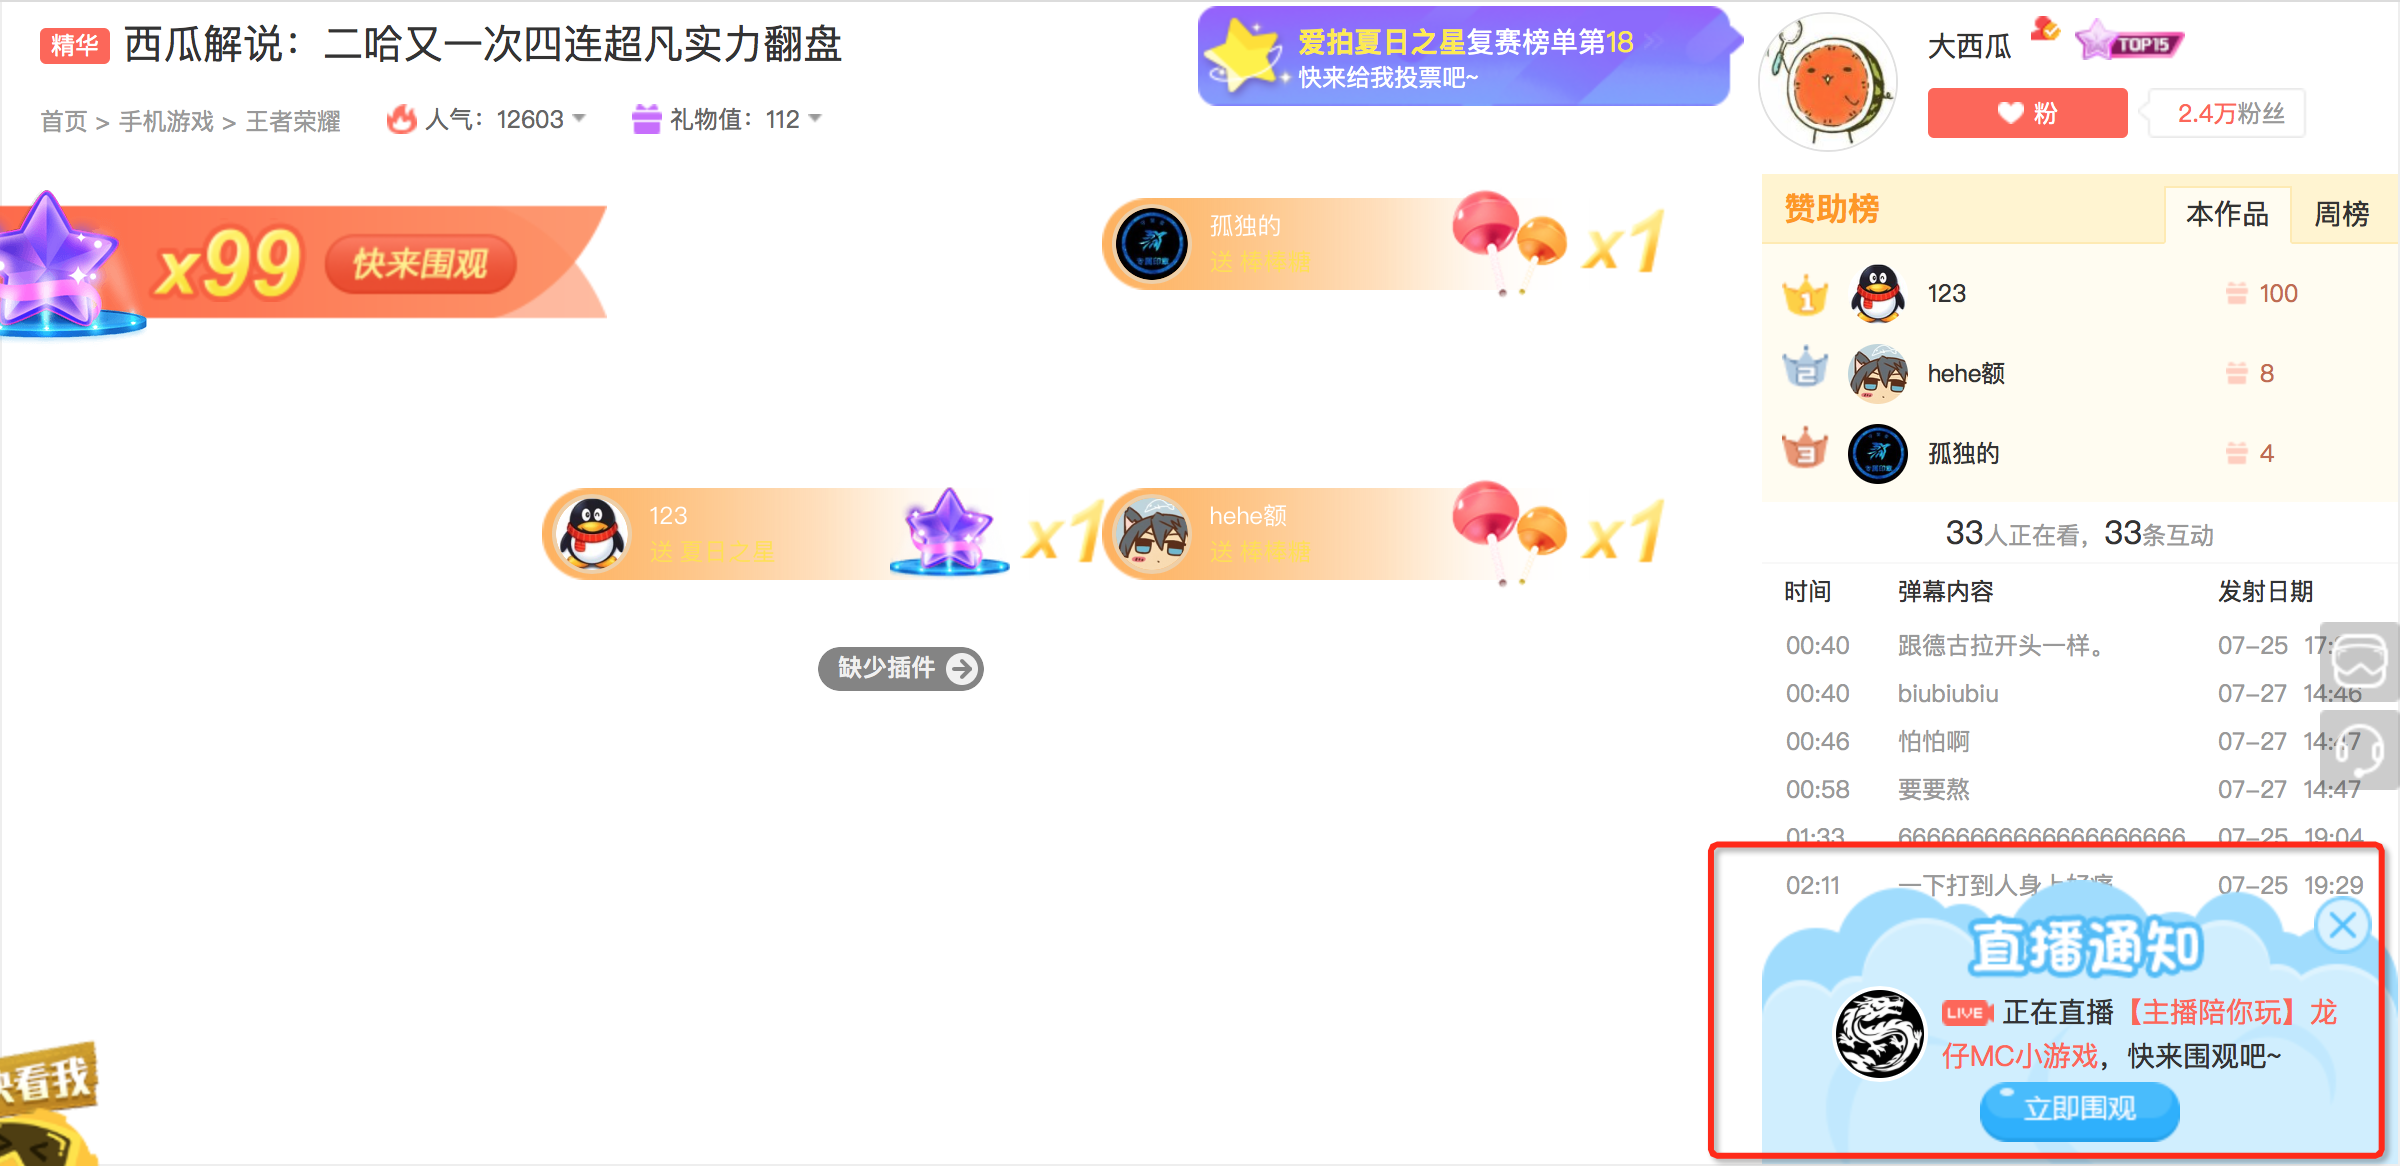 精华 西瓜解说：二哈又一次四连超凡实力翻盘
首页 > 手机游戏 > 王者荣耀 人气：12603 礼物值：112
爱拍夏日之星复赛榜单第18
快来给我投票吧~
大西瓜 TOP15
粉 2.4万粉丝
x99 快来围观
孤独的
送 棒棒糖
x1
123
送 夏日之星
x1
hehe额
送 棒棒糖
x1
缺少插件
快看我
赞助榜 本作品 周榜
1 123 100
2 hehe额 8
3 孤独的 4
33人正在看，33条互动
时间 弹幕内容 发射日期
00:40 跟德古拉开头一样。 07-25 17:
00:40 biubiubiu 07-27 14:46
00:46 怕怕啊 07-27 14:47
00:58 要要熬 07-27 14:47
01:33 66666666666666666666 07-25 19:04
02:11 一下打到人身上好痛 07-25 19:29
直播通知
LIVE 正在直播【主播陪你玩】龙
仔MC小游戏，快来围观吧~
立即围观